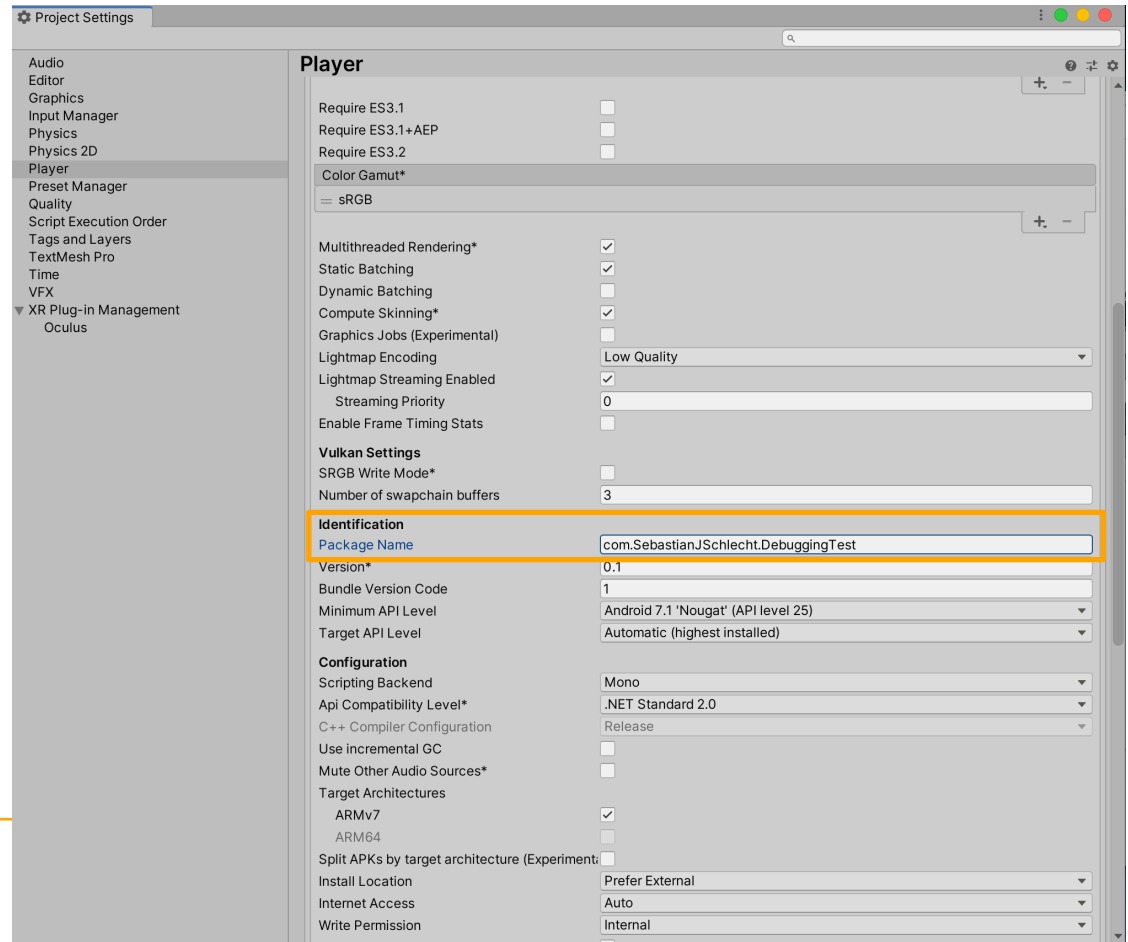 Project Settings
Audio
Editor
Graphics
Input Manager
Physics
Physics 2D
Player
Preset Manager
Quality
Script Execution Order
Tags and Layers
TextMesh Pro
Time
VFX
XR Plug-in Management
Oculus
Player
Require ES3.1
Require ES3.1+AEP
Require ES3.2
Color Gamut*
sRGB
Multithreaded Rendering*
Static Batching
Dynamic Batching
Compute Skinning*
Graphics Jobs (Experimental)
Lightmap Encoding Low Quality
Lightmap Streaming Enabled
Streaming Priority 0
Enable Frame Timing Stats
Vulkan Settings
SRGB Write Mode*
Number of swapchain buffers 3
Identification
Package Name com.SebastianJSchlecht.DebuggingTest
Version* 0.1
Bundle Version Code 1
Minimum API Level Android 7.1 'Nougat' (API level 25)
Target API Level Automatic (highest installed)
Configuration
Scripting Backend Mono
Api Compatibility Level* .NET Standard 2.0
C++ Compiler Configuration Release
Use incremental GC
Mute Other Audio Sources*
Target Architectures
ARMv7
ARM64
Split APKs by target architecture (Experimenta
Install Location Prefer External
Internet Access Auto
Write Permission Internal